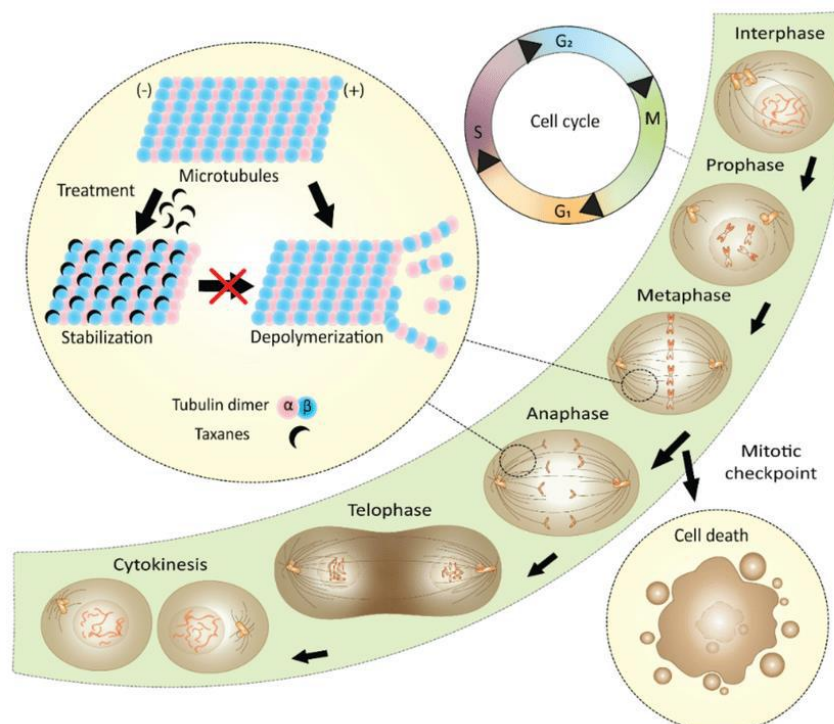 (-)
(+)
Microtubules
Treatment
Stabilization
Depolymerization
Tubulin dimer α β
Taxanes
G₂
S
Cell cycle
M
G₁
Interphase
Prophase
Metaphase
Anaphase
Mitotic
checkpoint
Telophase
Cell death
Cytokinesis